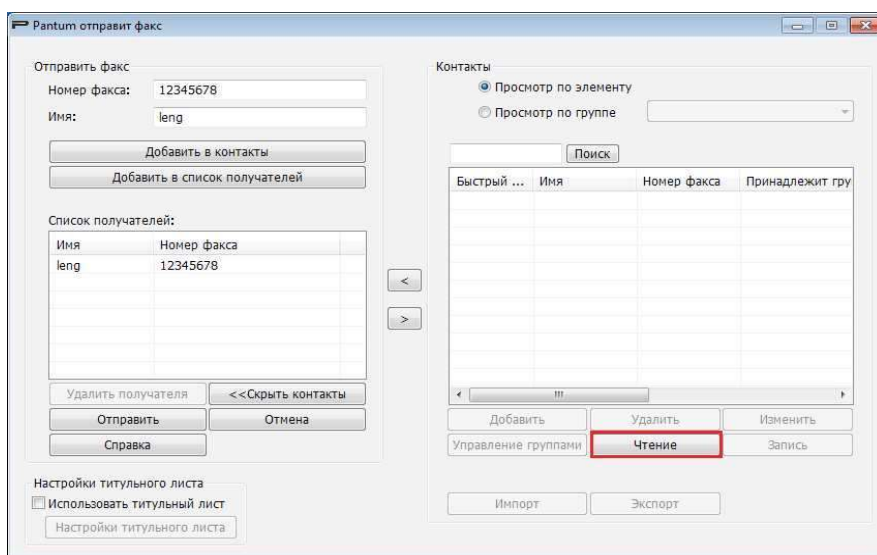 Pantum отправит факс
Отправить факс
Номер факса: 12345678
Имя: leng
Добавить в контакты
Добавить в список получателей
Список получателей:
Имя Номер факса
leng 12345678
Удалить получателя <<Скрыть контакты
Отправить Отмена
Справка
Настройки титульного листа
Использовать титульный лист
Настройки титульного листа
<
>
Контакты
Просмотр по элементу
Просмотр по группе
Поиск
Быстрый ... Имя Номер факса Принадлежит гру
Добавить Удалить Изменить
Управление группами Чтение Запись
Импорт Экспорт